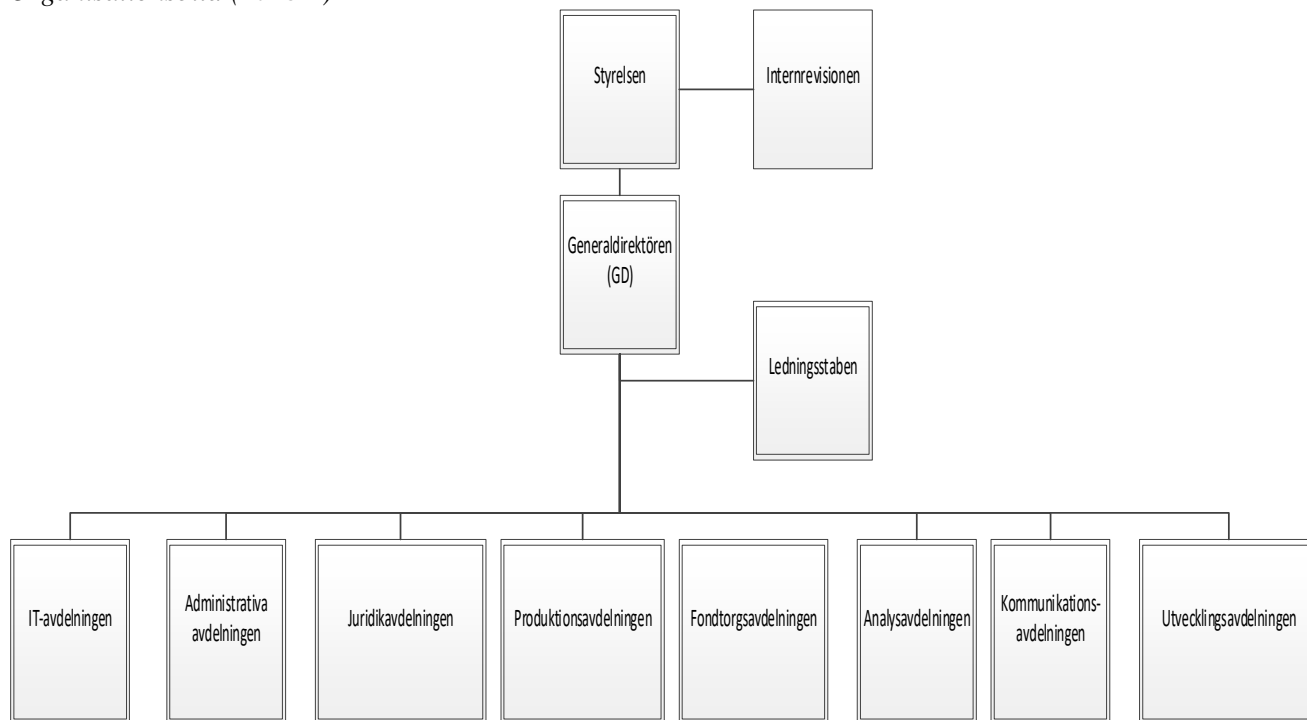 Styrelsen
Internrevisionen
Generaldirektören
(GD)
Ledningsstaben
IT-avdelningen
Administrativa
avdelningen
Juridikavdelningen
Produktionsavdelningen
Fondtorgsavdelningen
Analysavdelningen
Kommunikations-
avdelningen
Utvecklingsavdelningen